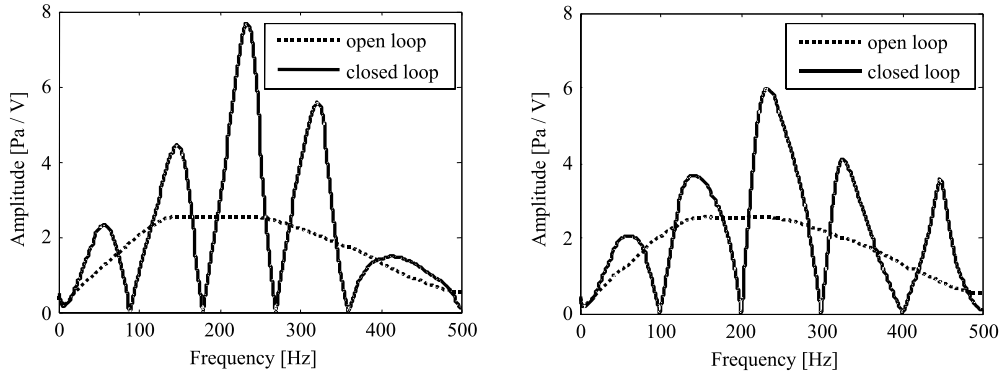 8
6
4
2
0
Amplitude [Pa / V]
open loop
closed loop
0 100 200 300 400 500
Frequency [Hz]
8
6
4
2
0
Amplitude [Pa / V]
open loop
closed loop
0 100 200 300 400 500
Frequency [Hz]